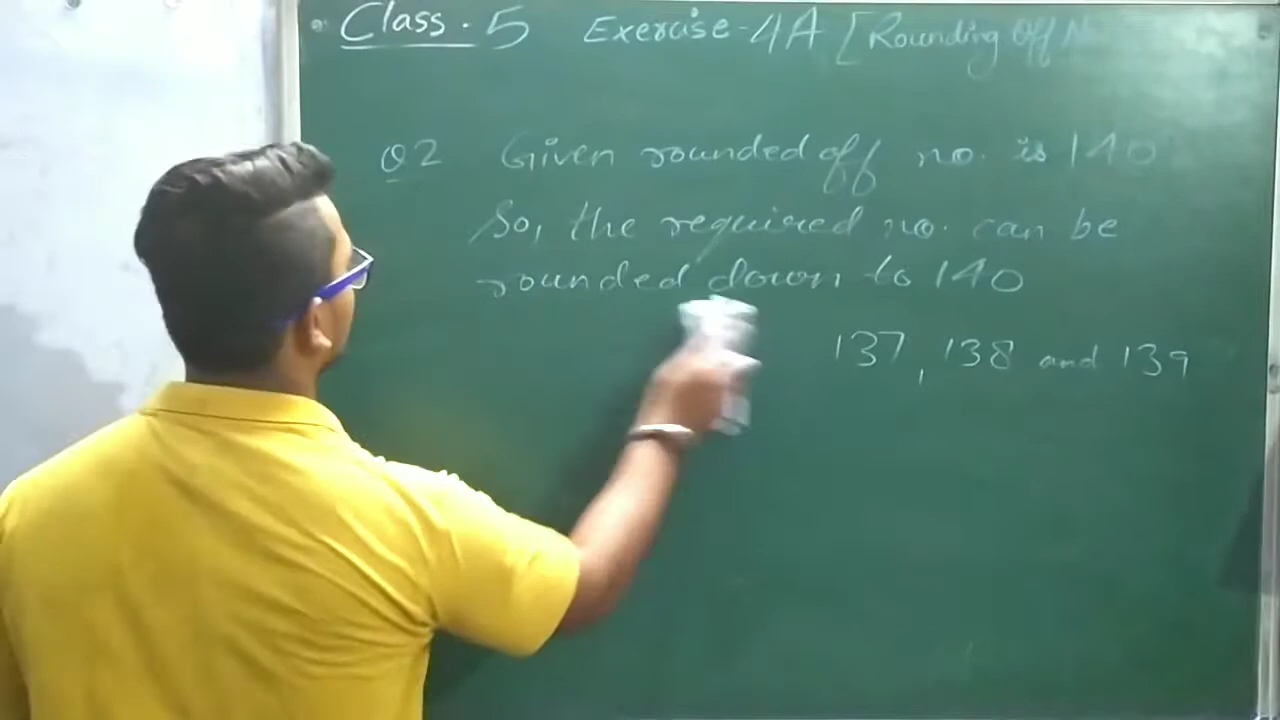 Class. 5 Exercise-4A [Rounding Off
Q2 Given rounded off no. is 140
So, the required no. can be
rounded down to 140
137, 138 and 139